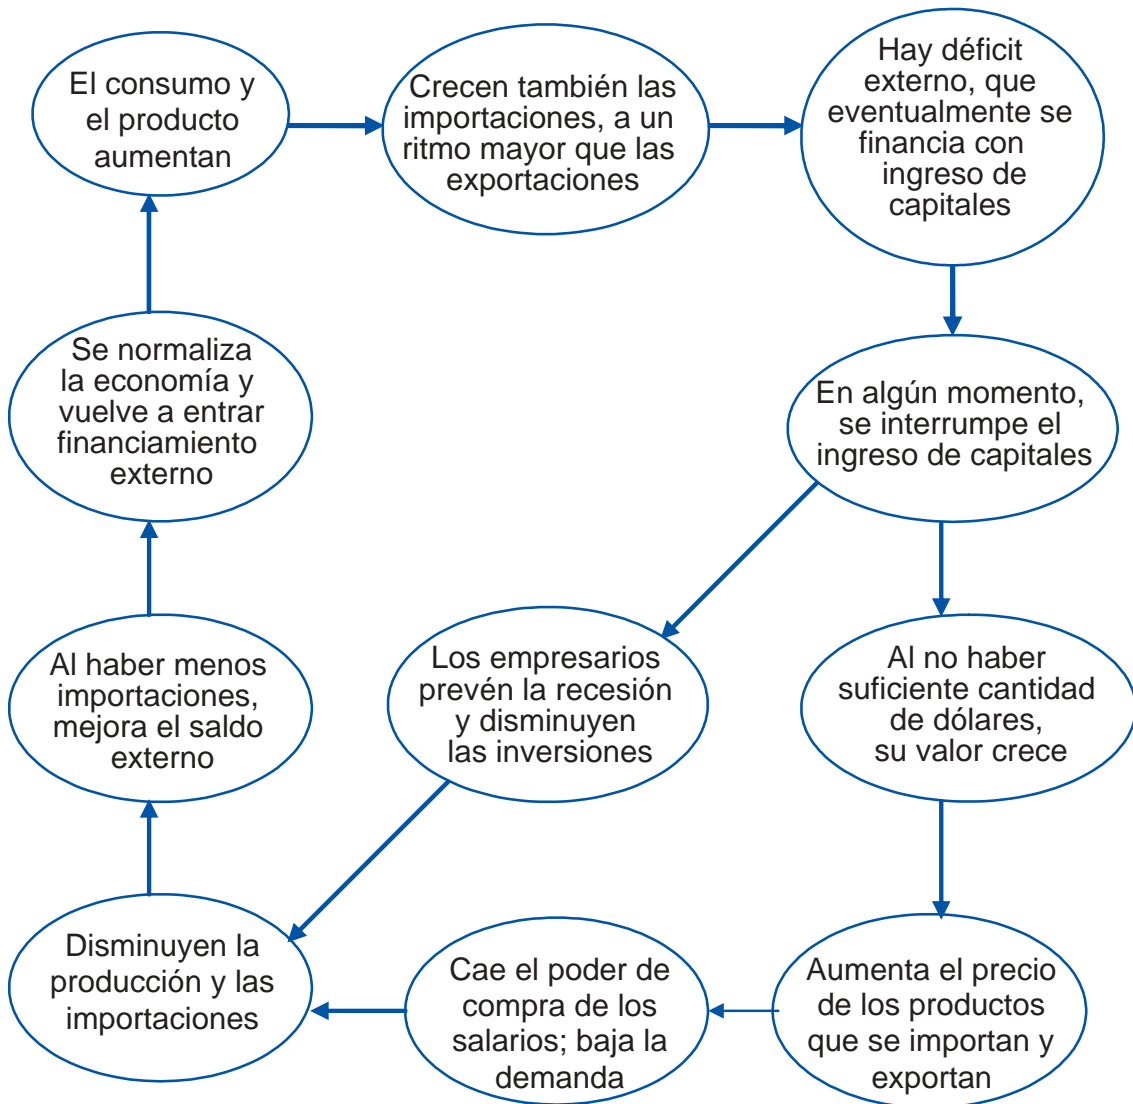 El consumo y
el producto
aumentan
Crecen también las
importaciones, a un
ritmo mayor que las
exportaciones
Hay déficit
externo, que
eventualmente se
financia con
ingreso de
capitales
En algún momento,
se interrumpe el
ingreso de capitales
Los empresarios
prevén la recesión
y disminuyen
las inversiones
Al no haber
suficiente cantidad
de dólares,
su valor crece
Aumenta el precio
de los productos
que se importan y
exportan
Cae el poder de
compra de los
salarios; baja la
demanda
Disminuyen la
producción y las
importaciones
Al haber menos
importaciones,
mejora el saldo
externo
Se normaliza
la economía y
vuelve a entrar
financiamiento
externo